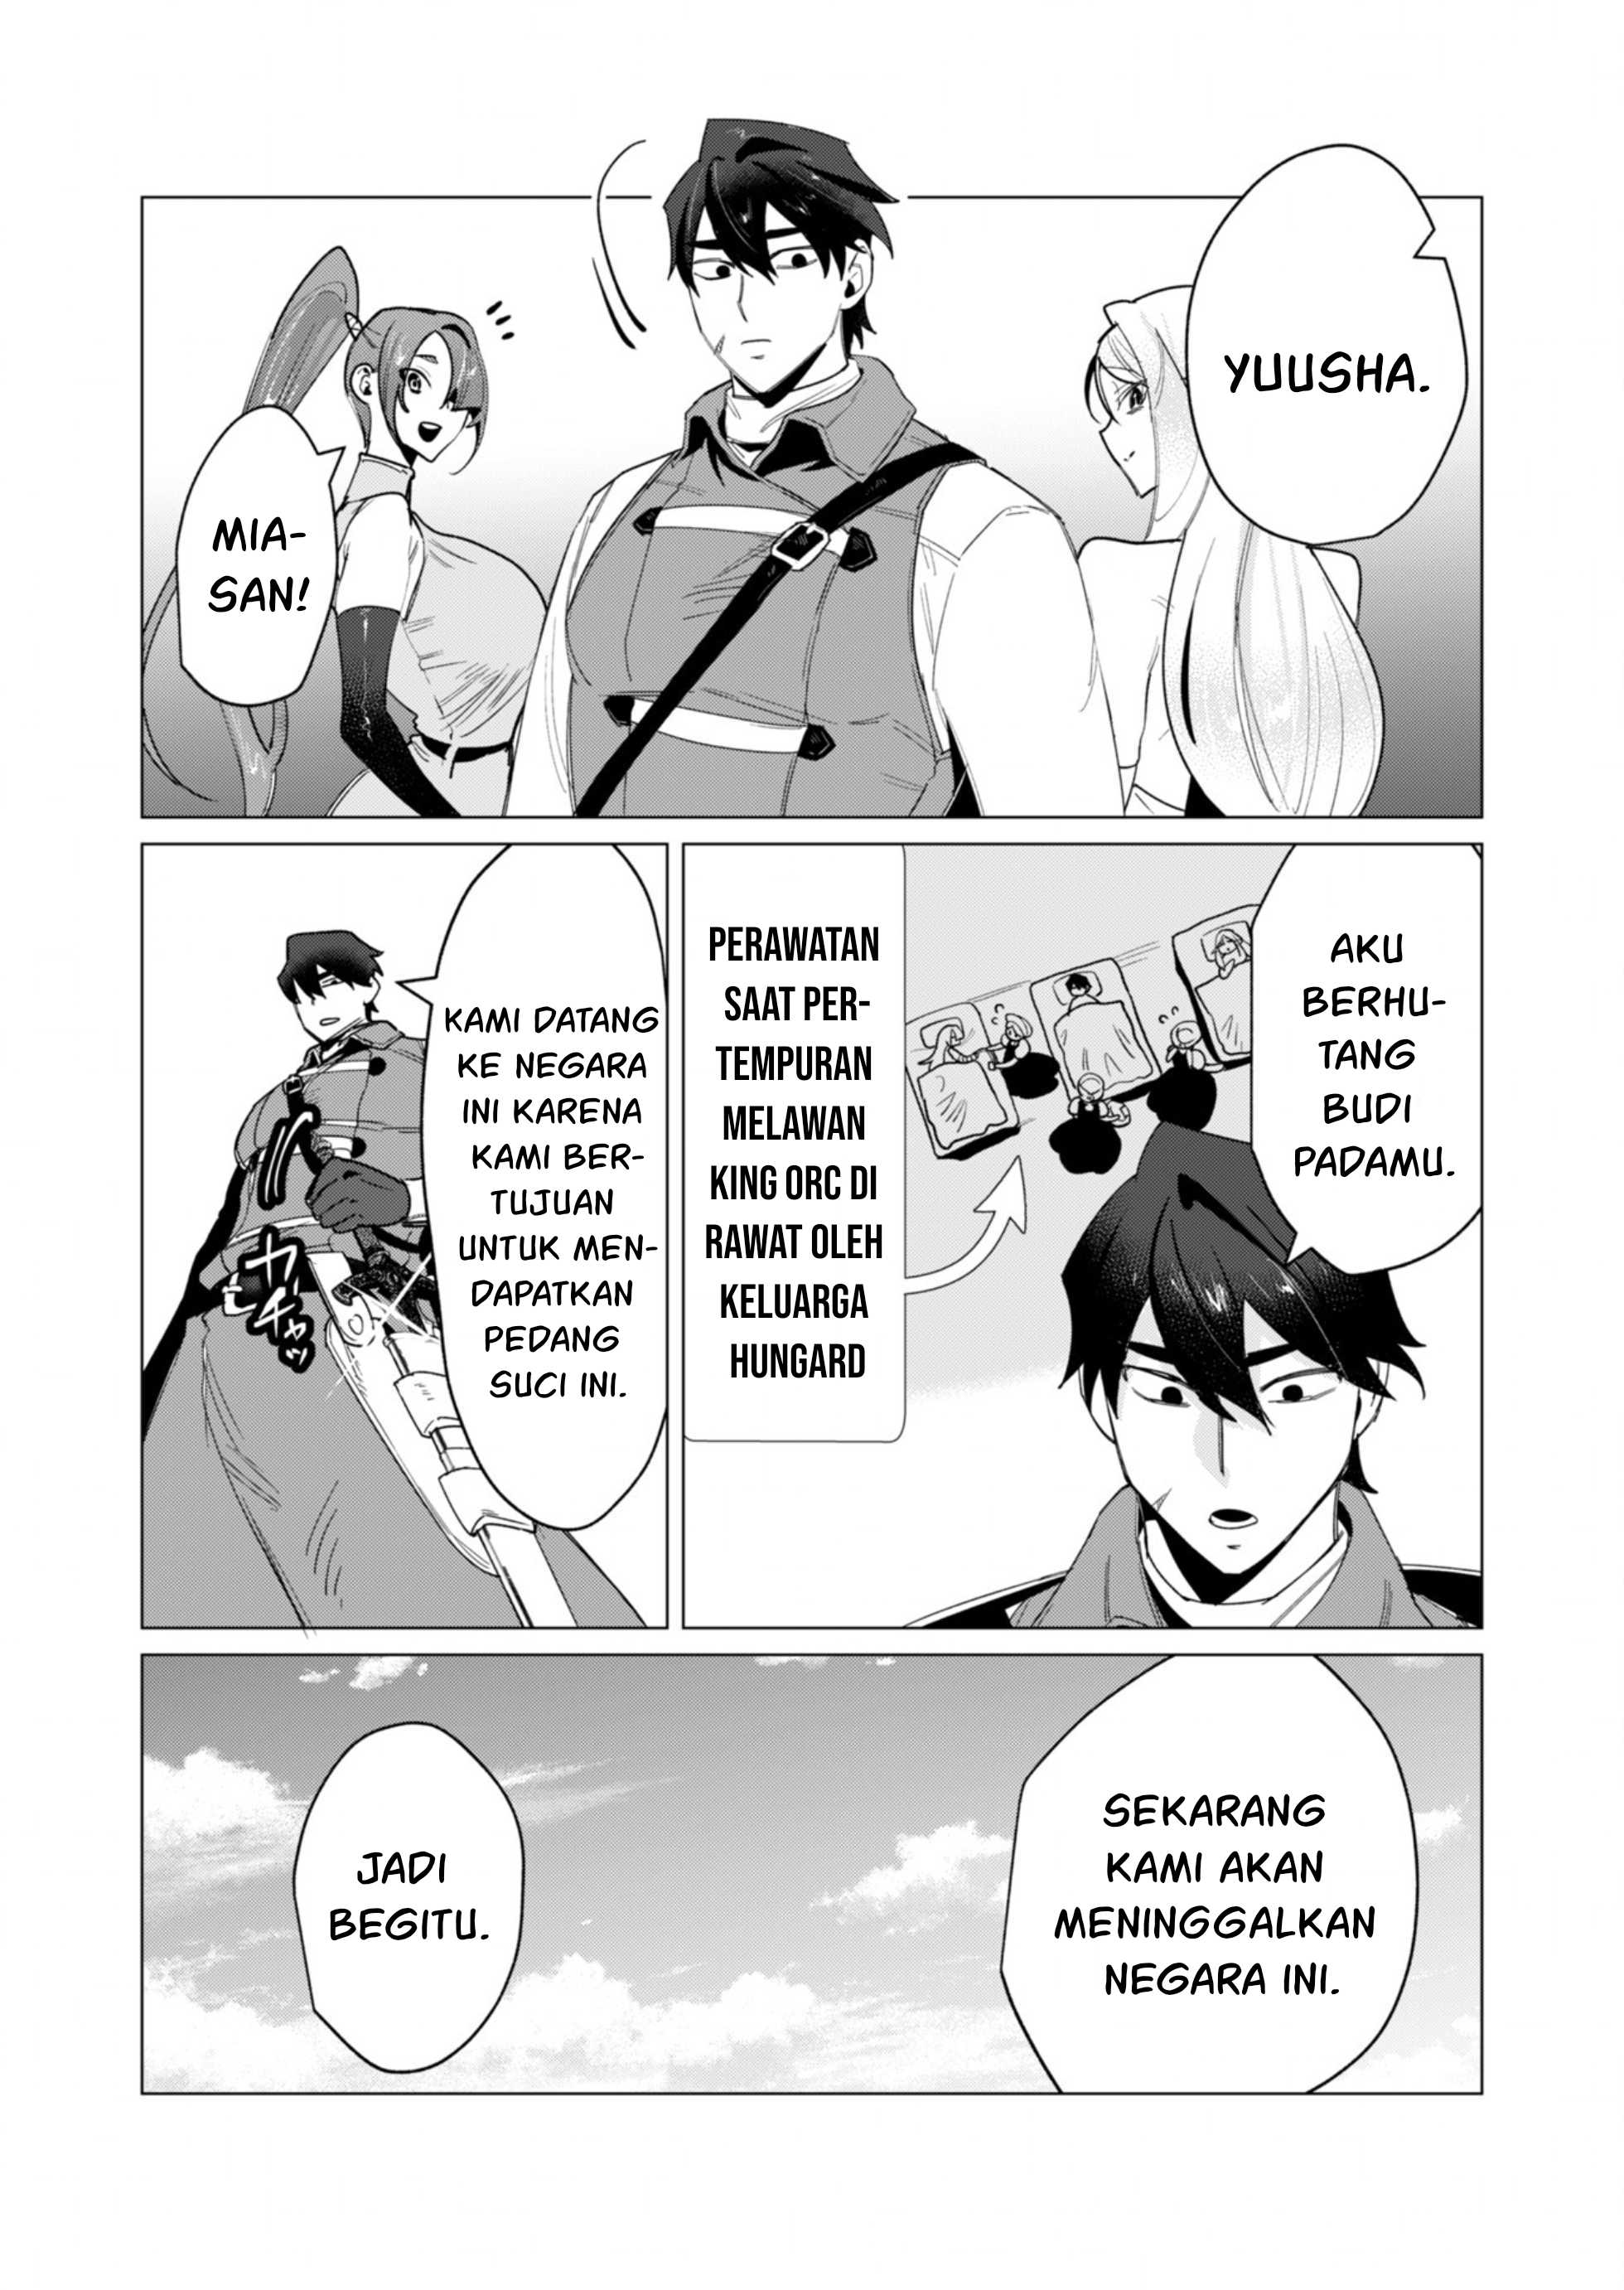 YUUSHA.
MIA-
SAN!
AKU
BERHU-
TANG
BUDI
PADAMU.
PERAWATAN
SAAT PER-
TEMPURAN
MELAWAN
KING ORC DI
RAWAT OLEH
KELUARGA
HUNGARD
KAMI DATANG
KE NEGARA
INI KARENA
KAMI BER-
TUJUAN
UNTUK MEN-
DAPATKAN
PEDANG
SUCI INI.
ガチャッ
SEKARANG
KAMI AKAN
MENINGGALKAN
NEGARA INI.
JADI
BEGITU.